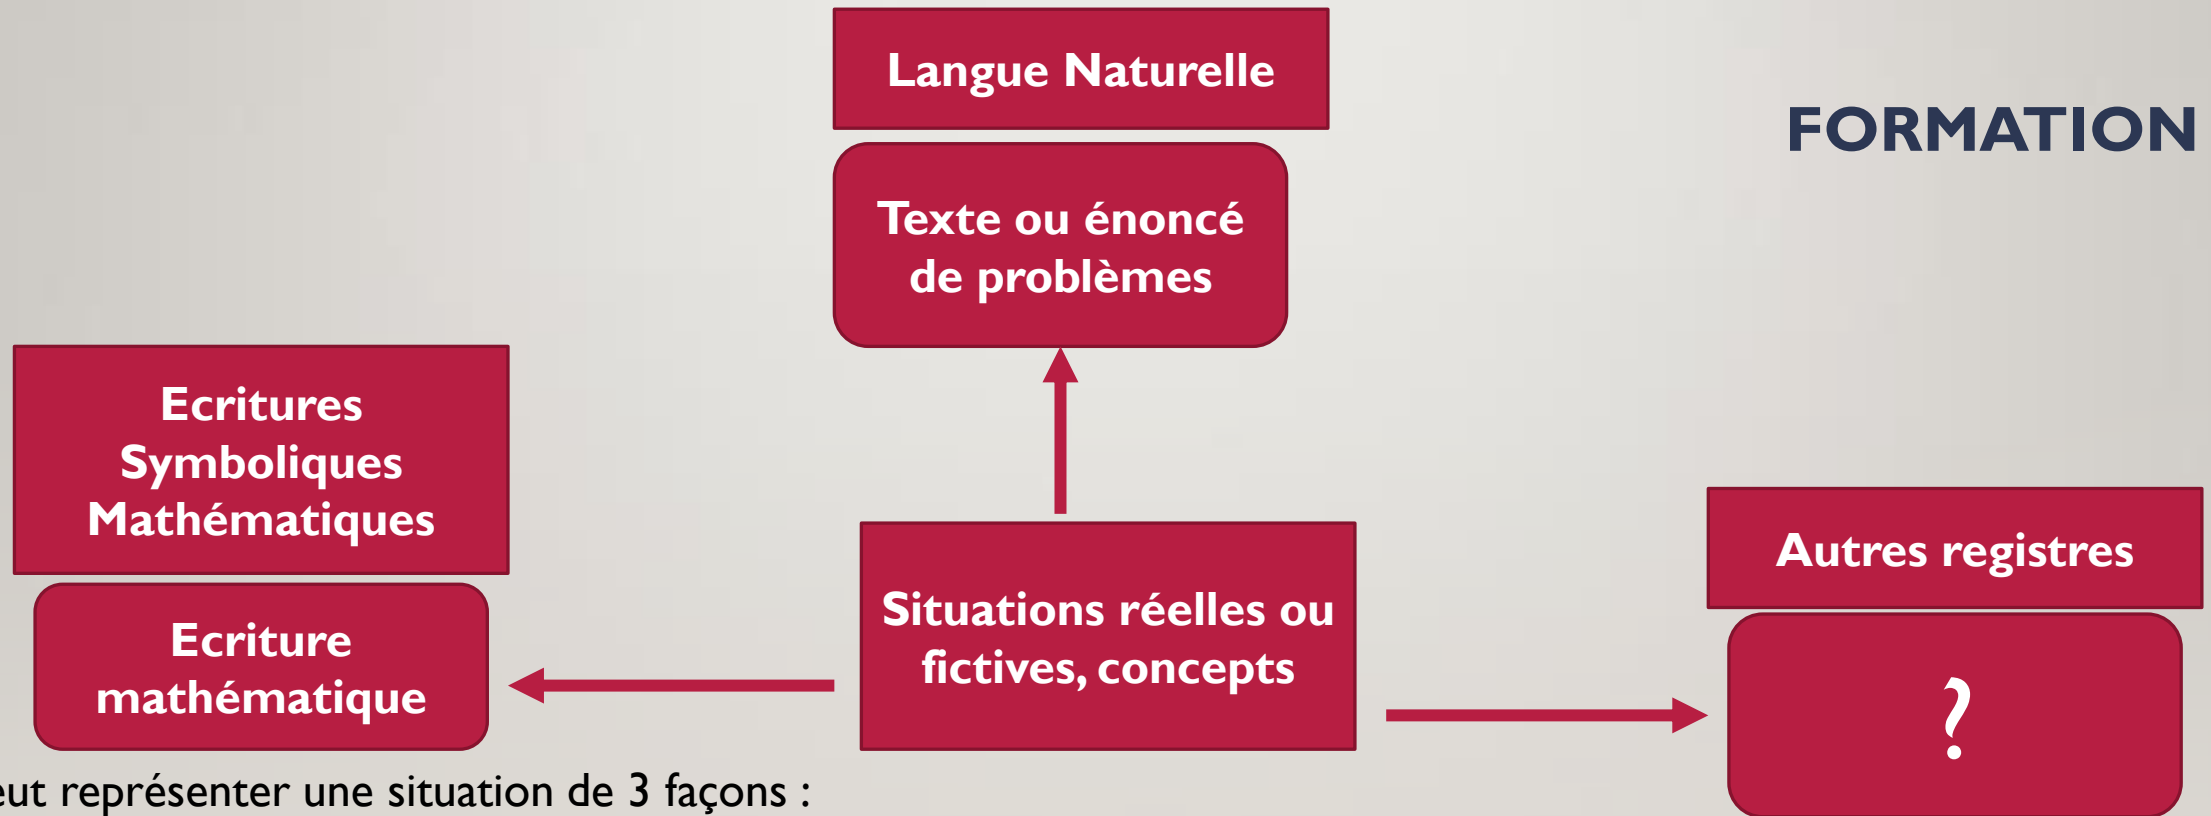 Langue Naturelle
FORMATION
Texte ou énoncé
de problèmes
Ecritures
Symboliques
Mathématiques
Ecriture
mathématique
Situations réelles ou
fictives, concepts
Autres registres
?
représenter une situation de 3 façons :